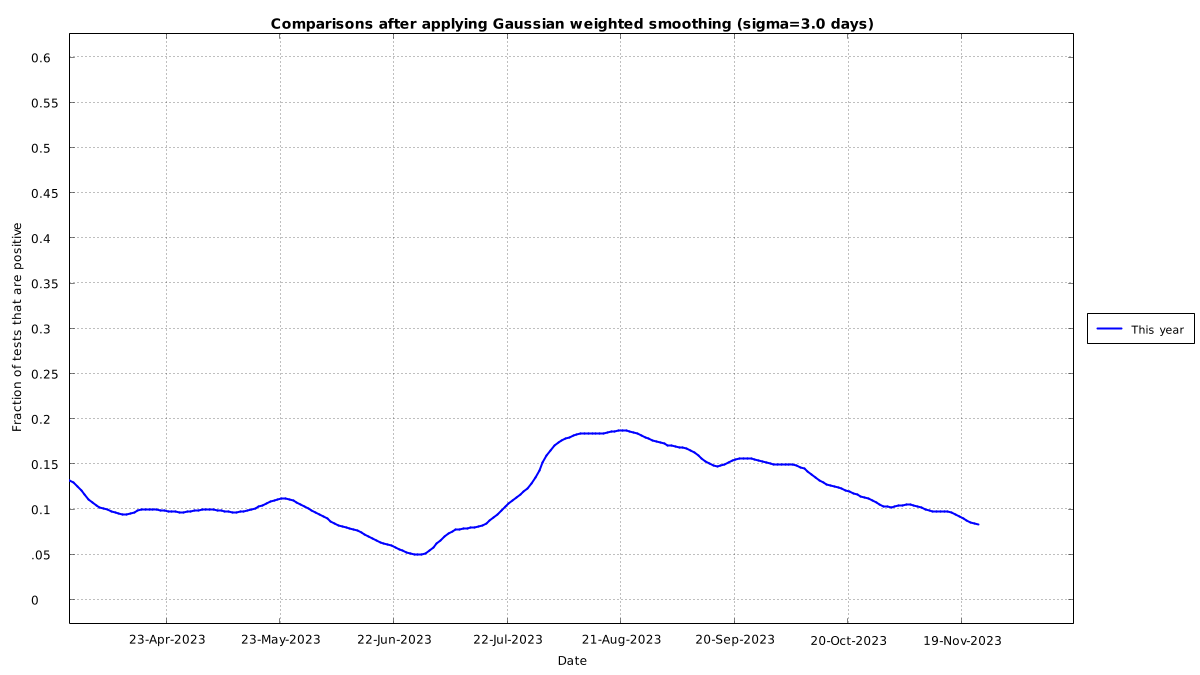 Comparisons after applying Gaussian weighted smoothing (sigma=3.0 days)
0.6
0.55
0.5
0.45
0.4
0.35
0.3
0.25
0.2
0.15
0.1
.05
0
Fraction of tests that are positive
This year
23-Apr-2023 23-May-2023 22-Jun-2023 22-Jul-2023 21-Aug-2023 20-Sep-2023 20-Oct-2023 19-Nov-2023
Date